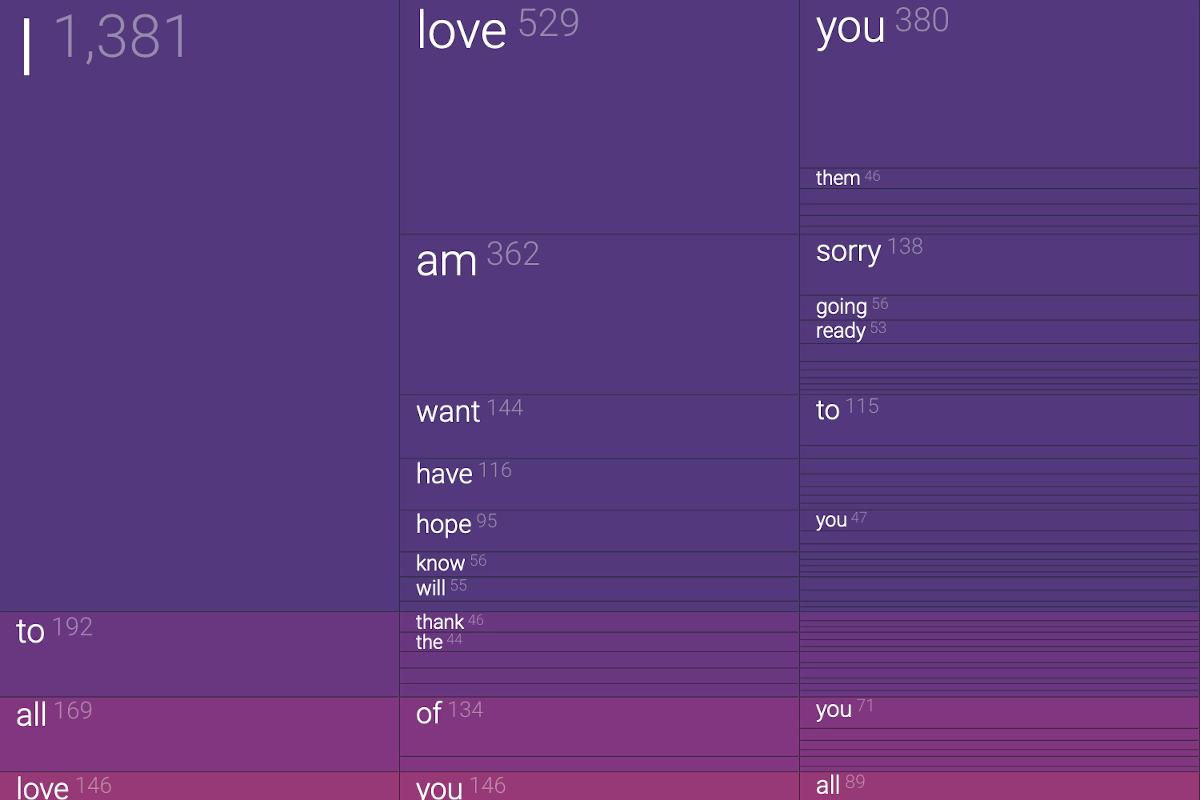 I 1,381
love 529
you 380
them 46
am 362
sorry 138
going 56
ready 53
want 144
to 115
have 116
hope 95
you 47
know 56
will 55
to 192
thank 46
the 44
all 169
of 134
you 71
love 146
you 146
all 89